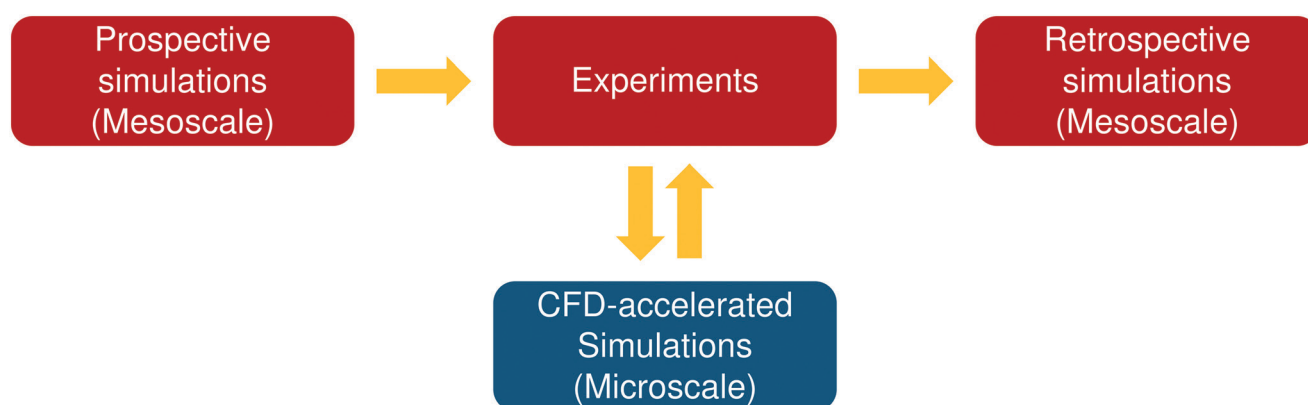 Prospective
simulations
(Mesoscale)
Experiments
Retrospective
simulations
(Mesoscale)
CFD-accelerated
Simulations
(Microscale)